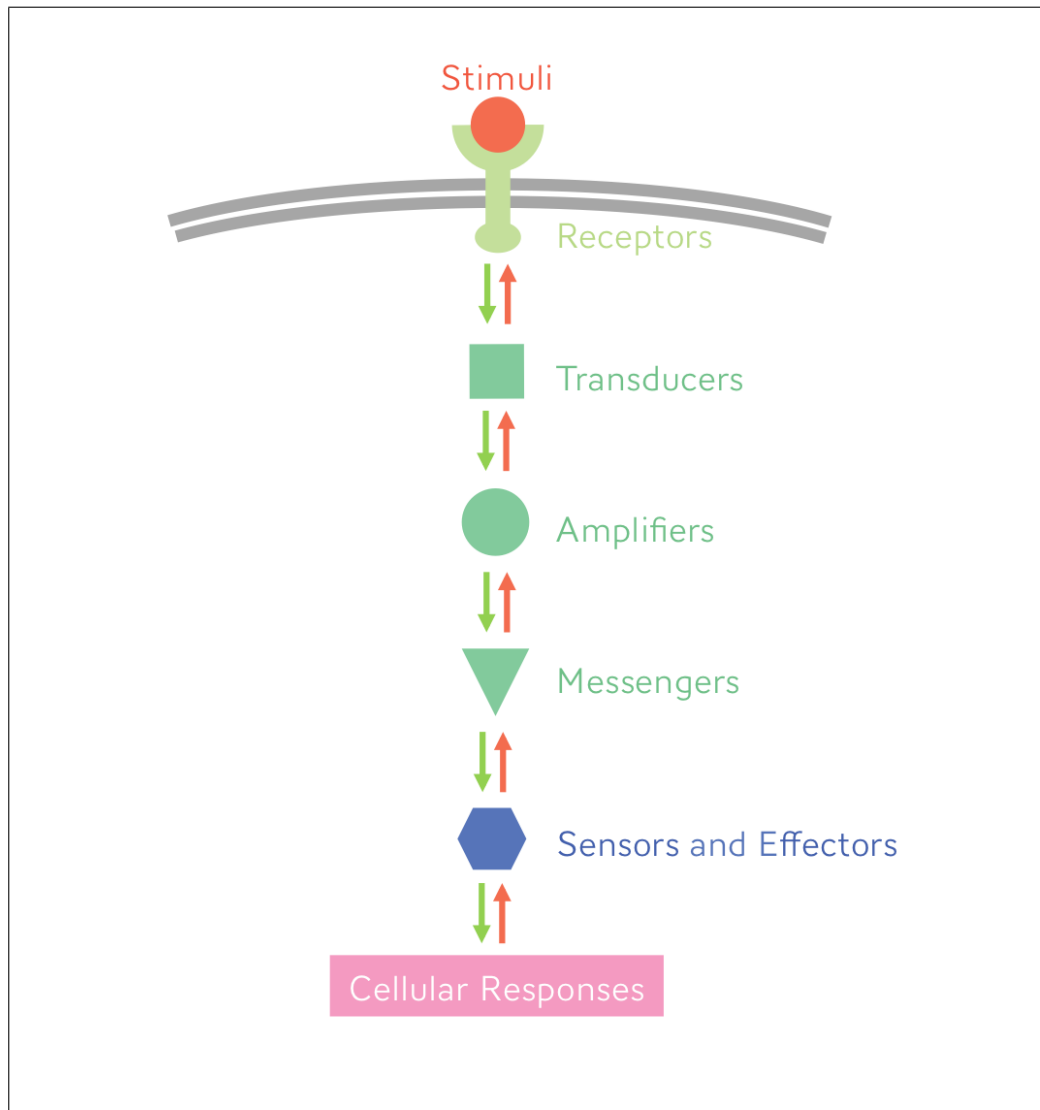 Stimuli
Receptors
Transducers
Amplifiers
Messengers
Sensors and Effectors
Cellular Responses